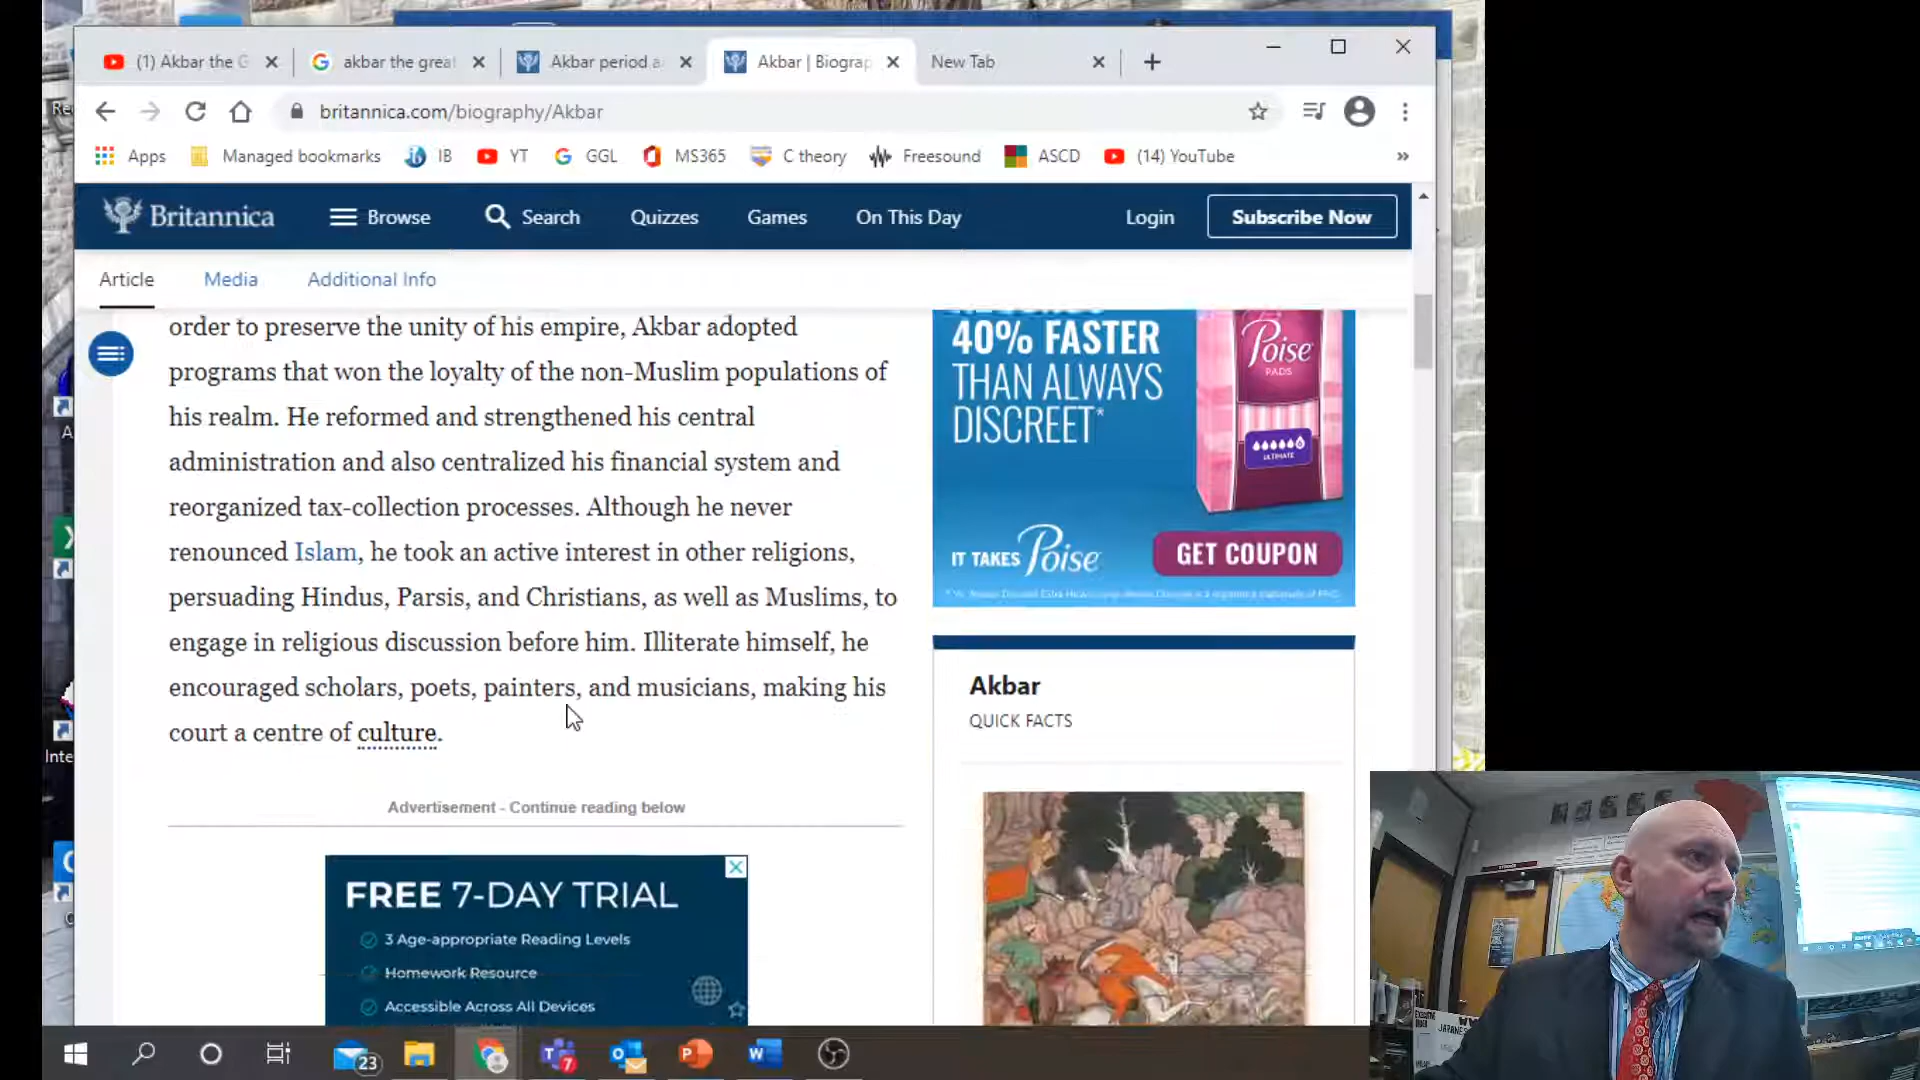 (1) Akbar the G
akbar the great
Akbar period a
Akbar | Biograp
New Tab
britannica.com/biography/Akbar
Apps
Managed bookmarks
IB
YT
GGL
MS365
C theory
Freesound
ASCD
(14) YouTube
»
Britannica
Browse
Search
Quizzes
Games
On This Day
Login
Subscribe Now
Article
Media
Additional Info
order to preserve the unity of his empire, Akbar adopted
programs that won the loyalty of the non-Muslim populations of
his realm. He reformed and strengthened his central
administration and also centralized his financial system and
reorganized tax-collection processes. Although he never
renounced Islam, he took an active interest in other religions,
persuading Hindus, Parsis, and Christians, as well as Muslims, to
engage in religious discussion before him. Illiterate himself, he
encouraged scholars, poets, painters, and musicians, making his
court a centre of culture.
Advertisement - Continue reading below
FREE 7-DAY TRIAL
3 Age-appropriate Reading Levels
Homework Resource
Accessible Across All Devices
40% FASTER
THAN ALWAYS
DISCREET*
Poise
PADS
ULTIMATE
IT TAKES Poise
GET COUPON
Akbar
QUICK FACTS
Inte
23
7